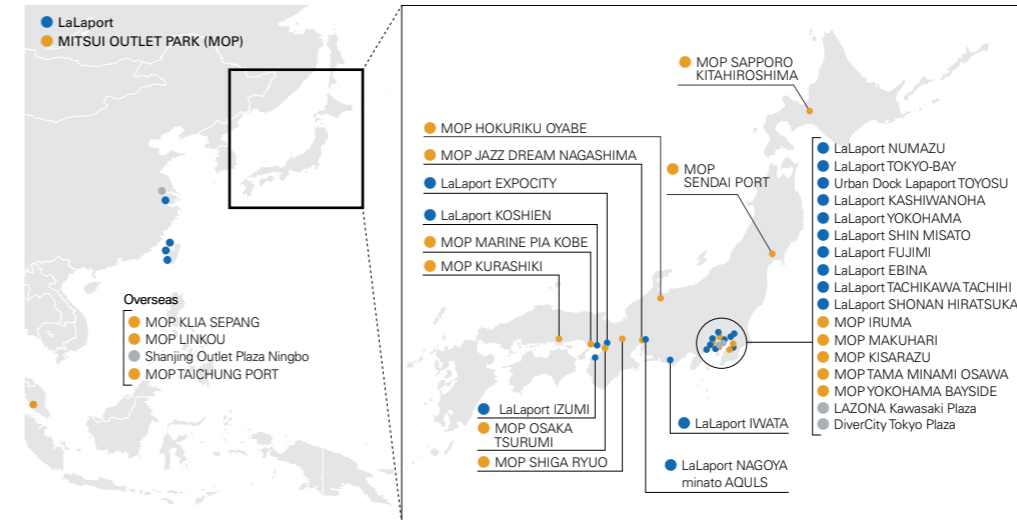 LaLaport
MITSUI OUTLET PARK (MOP)
Overseas
MOP KLIA SEPANG
MOP LINKOU
Shanjing Outlet Plaza Ningbo
MOP TAICHUNG PORT
MOP SAPPORO
KITAHIROSHIMA
MOP HOKURIKU OYABE
MOP JAZZ DREAM NAGASHIMA
LaLaport EXPOCITY
LaLaport KOSHIEN
MOP MARINE PIA KOBE
MOP KURASHIKI
MOP
SENDAI PORT
LaLaport NUMAZU
LaLaport TOKYO-BAY
Urban Dock Lapaport TOYOSU
LaLaport KASHIWANOHA
LaLaport YOKOHAMA
LaLaport SHIN MISATO
LaLaport FUJIMI
LaLaport EBINA
LaLaport TACHIKAWA TACHIHI
LaLaport SHONAN HIRATSUKA
MOP IRUMA
MOP MAKUHARI
MOP KISARAZU
MOP TAMA MINAMI OSAWA
MOP YOKOHAMA BAYSIDE
LAZONA Kawasaki Plaza
DiverCity Tokyo Plaza
LaLaport IZUMI
MOP OSAKA
TSURUMI
MOP SHIGA RYUO
LaLaport IWATA
LaLaport NAGOYA
minato AQULS